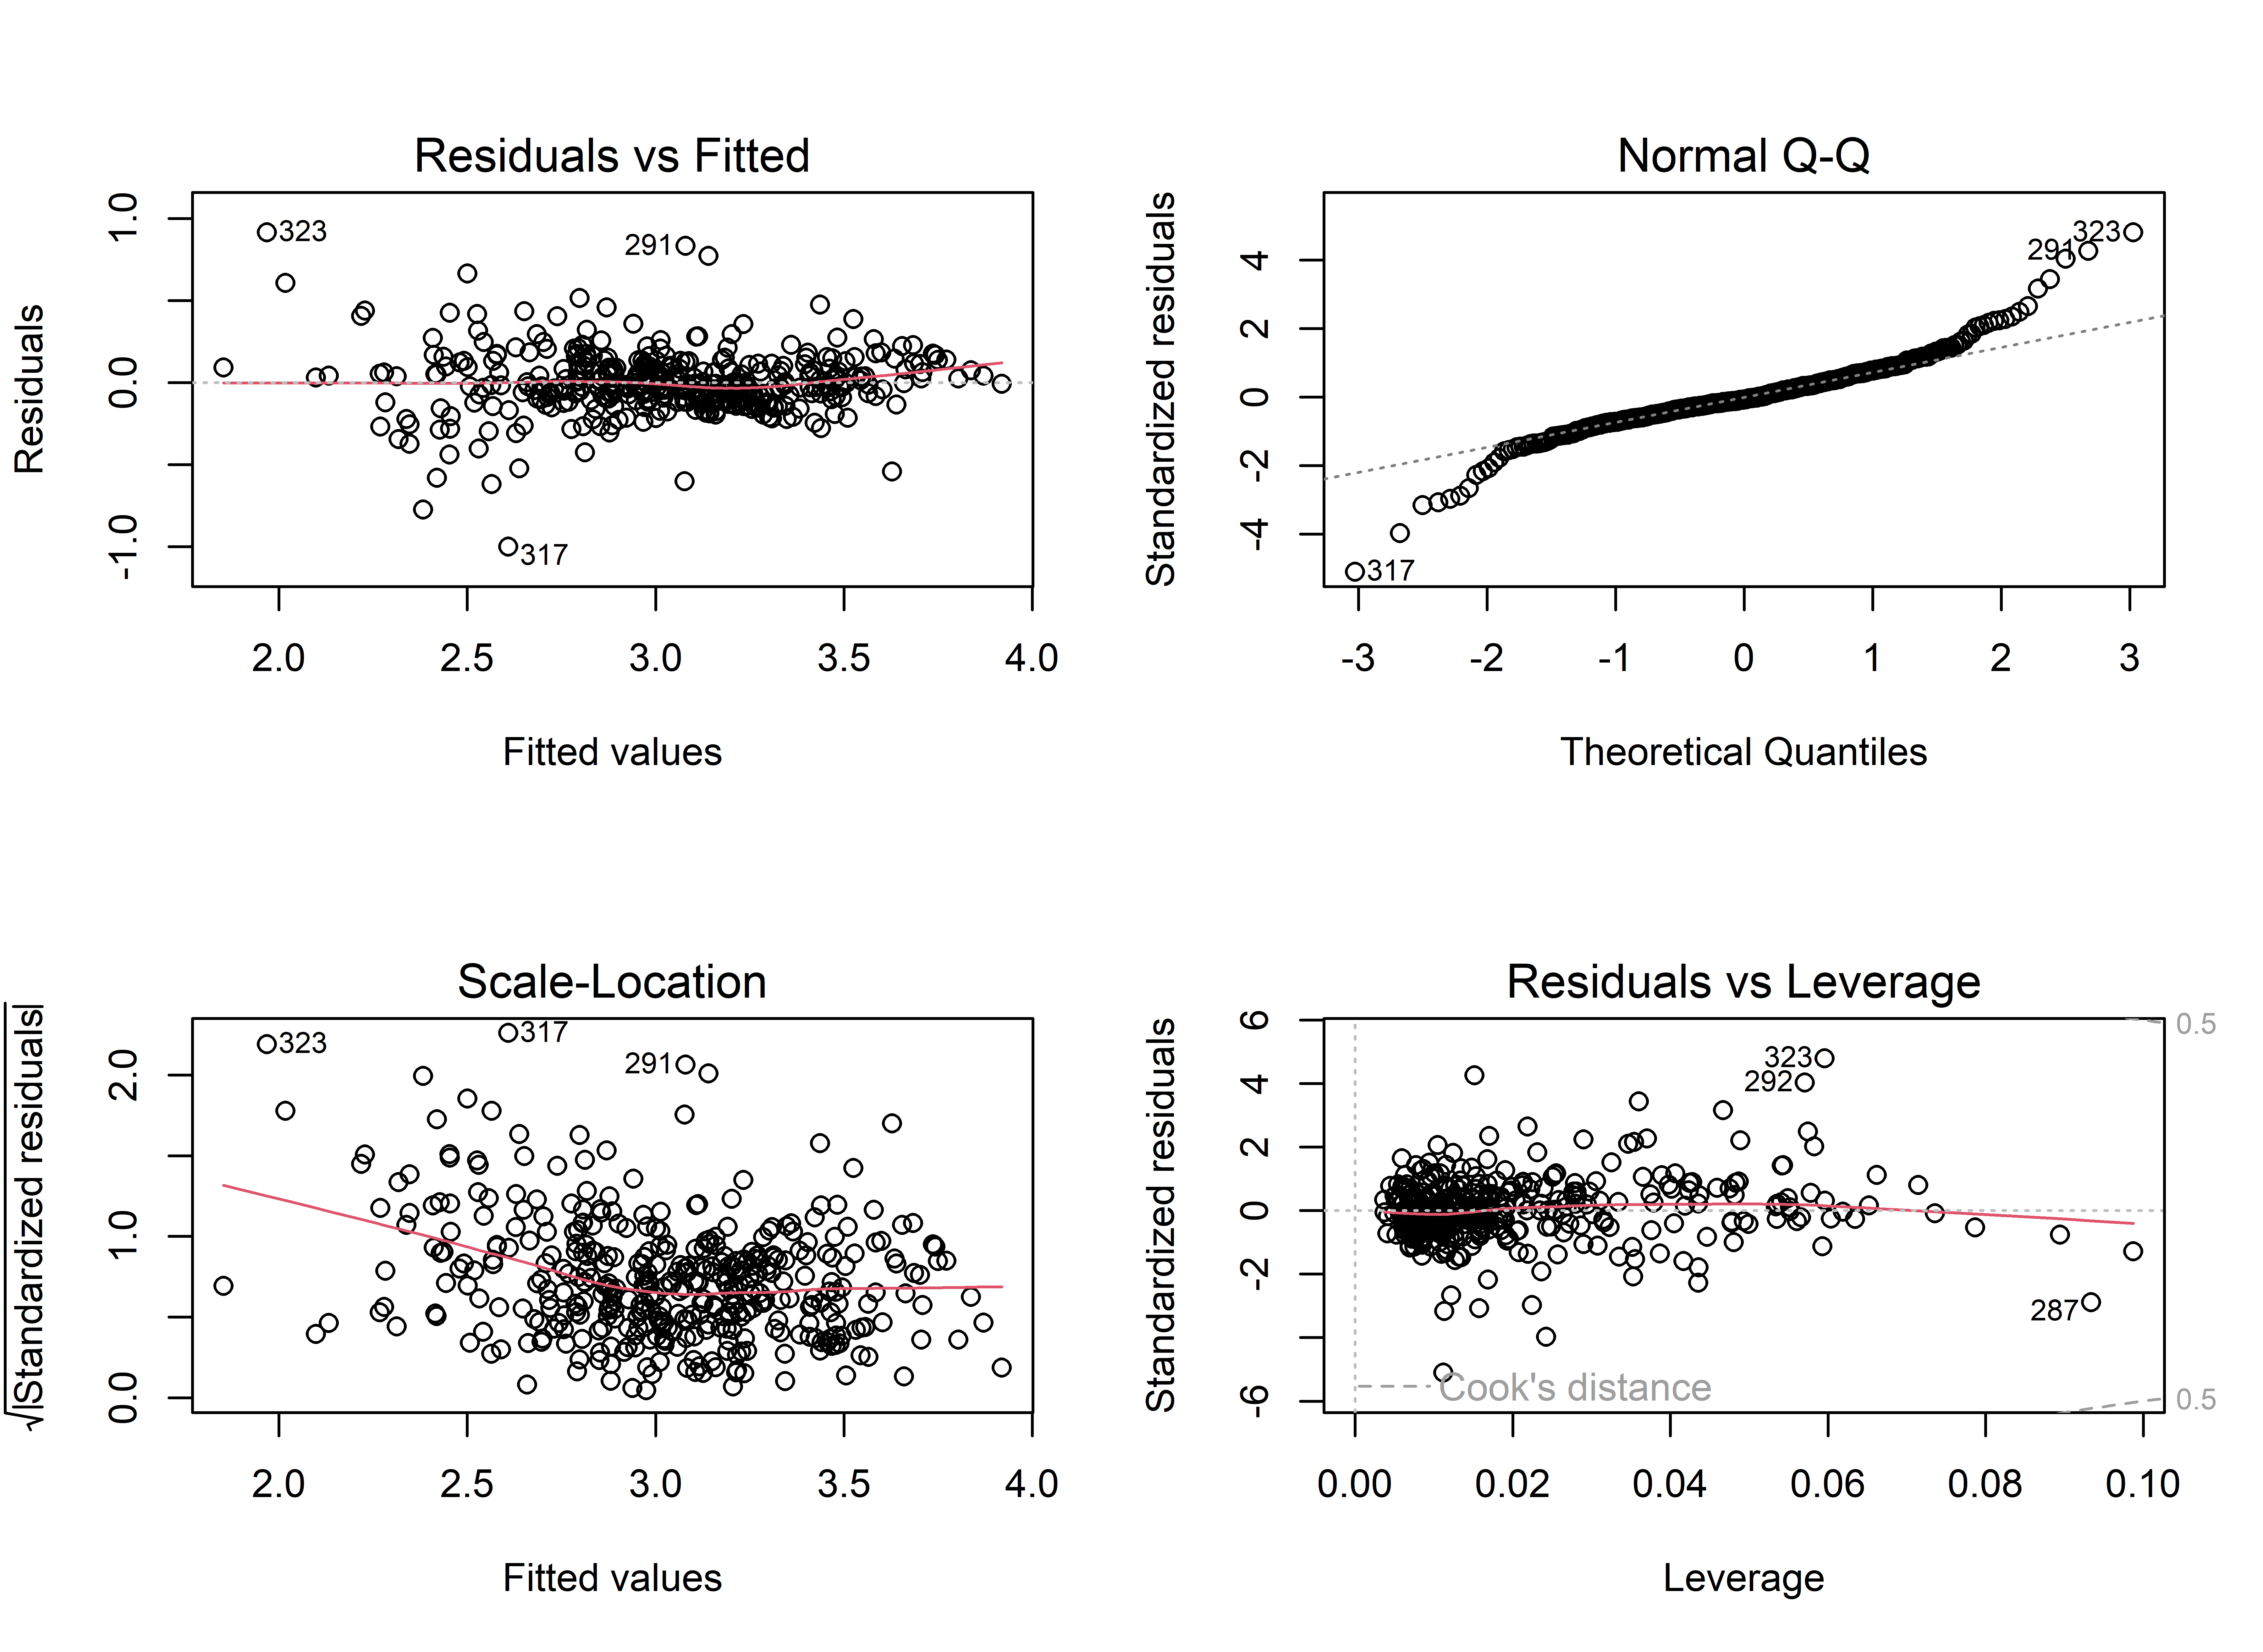 Residuals vs Fitted
Residuals
1.0
0.0
-1.0
323
291
317
2.0 2.5 3.0 3.5 4.0
Fitted values
Normal Q-Q
Standardized residuals
4
2
0
-2
-4
323
291
317
-3 -2 -1 0 1 2 3
Theoretical Quantiles
Scale-Location
√|Standardized residuals|
2.0
1.0
0.0
323
317
291
2.0 2.5 3.0 3.5 4.0
Fitted values
Residuals vs Leverage
Standardized residuals
6
4
2
0
-2
-6
0.5
323
292
287
Cook's distance
0.5
0.00 0.02 0.04 0.06 0.08 0.10
Leverage